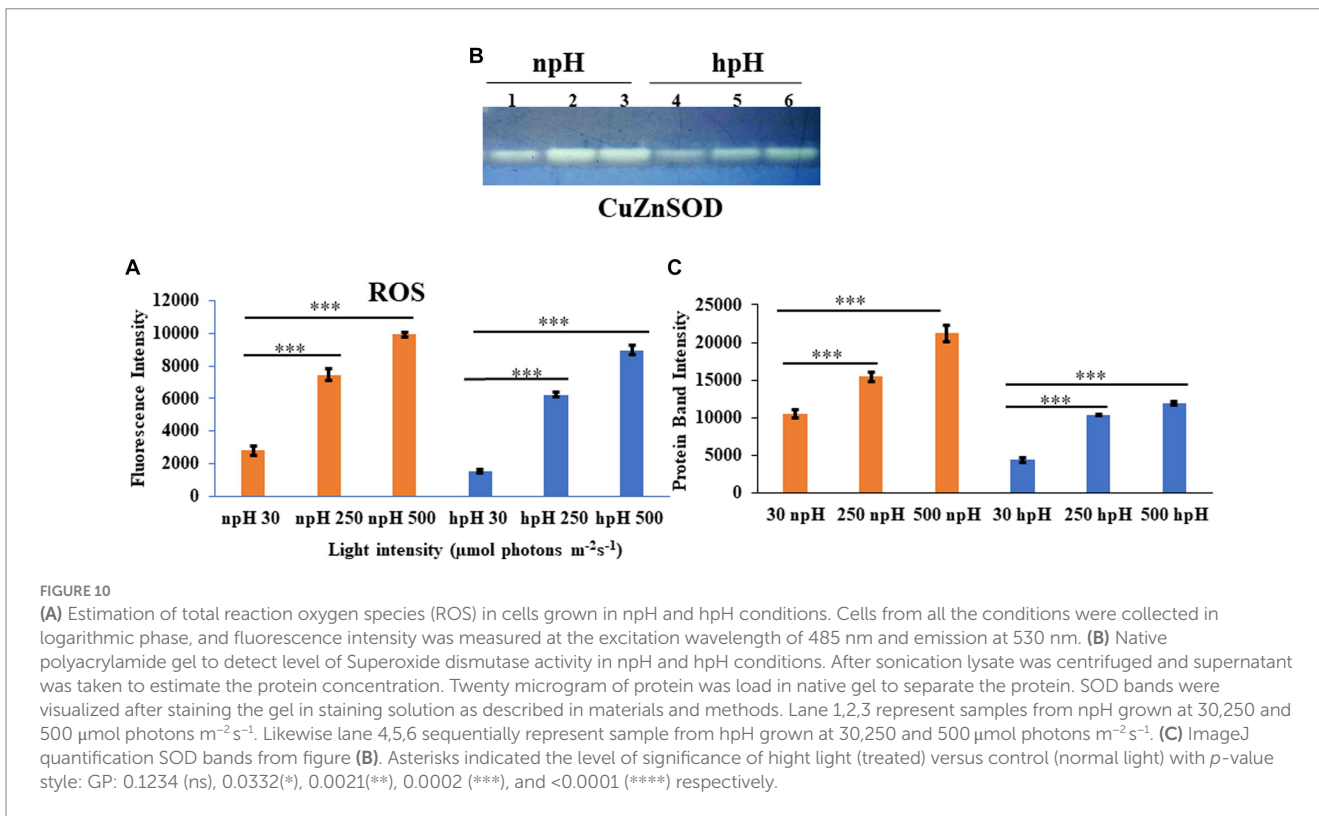 B
npH hpH
1 2 3 4 5 6
CuZnSOD
A
ROS
Fluorescence Intensity
12000
10000
8000
6000
4000
2000
0
***
***
***
***
npH 30 npH 250 npH 500 hpH 30 hpH 250 hpH 500
Light intensity (μmol photons m⁻²s⁻¹)
C
Protein Band Intensity
25000
20000
15000
10000
5000
0
***
***
***
***
30 npH 250 npH 500 npH 30 hpH 250 hpH 500 hpH
FIGURE 10
(A) Estimation of total reaction oxygen species (ROS) in cells grown in npH and hpH conditions. Cells from all the conditions were collected in
logarithmic phase, and fluorescence intensity was measured at the excitation wavelength of 485 nm and emission at 530 nm. (B) Native
polyacrylamide gel to detect level of Superoxide dismutase activity in npH and hpH conditions. After sonication lysate was centrifuged and supernatant
was taken to estimate the protein concentration. Twenty microgram of protein was load in native gel to separate the protein. SOD bands were
visualized after staining the gel in staining solution as described in materials and methods. Lane 1,2,3 represent samples from npH grown at 30,250 and
500 μmol photons m⁻² s⁻¹. Likewise lane 4,5,6 sequentially represent sample from hpH grown at 30,250 and 500 μmol photons m⁻² s⁻¹. (C) ImageJ
quantification SOD bands from figure (B). Asterisks indicated the level of significance of hight light (treated) versus control (normal light) with p-value
style: GP: 0.1234 (ns), 0.0332(*), 0.0021(**), 0.0002 (***), and <0.0001 (****) respectively.